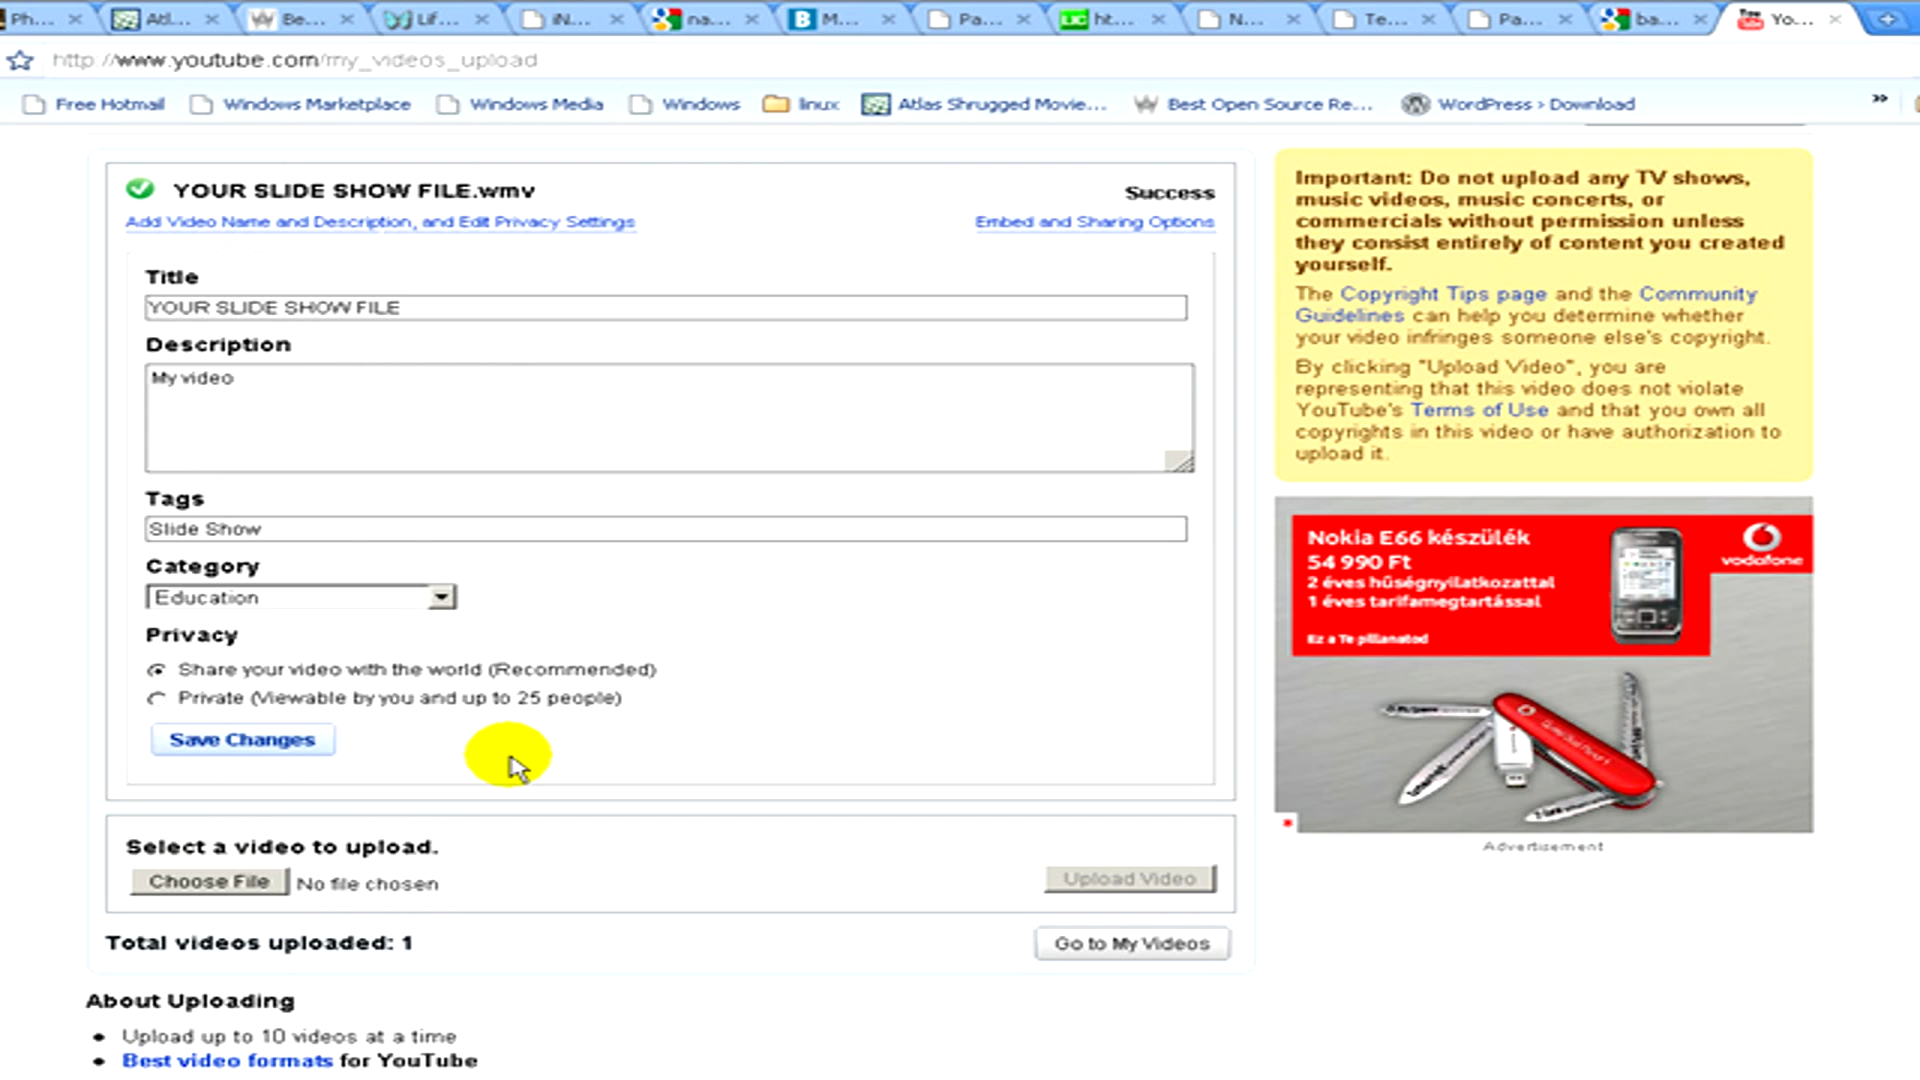 Ph...
Atl...
Be...
Lif...
iN...
na...
M...
Pa...
ht...
N...
Te...
Pa...
ba...
Yo...
http://www.youtube.com/my_videos_upload
Free Hotmail
Windows Marketplace
Windows Media
Windows
linux
Atlas Shrugged Movie...
Best Open Source Re...
WordPress › Download
»
YOUR SLIDE SHOW FILE.wmv
Success
Add Video Name and Description, and Edit Privacy Settings
Embed and Sharing Options
Title
YOUR SLIDE SHOW FILE
Description
My video
Tags
Slide Show
Category
Education
Privacy
Share your video with the world (Recommended)
Private (Viewable by you and up to 25 people)
Save Changes
Select a video to upload.
Choose File No file chosen
Upload Video
Total videos uploaded: 1
Go to My Videos
About Uploading
Upload up to 10 videos at a time
Best video formats for YouTube
Important: Do not upload any TV shows,
music videos, music concerts, or
commercials without permission unless
they consist entirely of content you created
yourself.
The Copyright Tips page and the Community
Guidelines can help you determine whether
your video infringes someone else's copyright.
By clicking "Upload Video", you are
representing that this video does not violate
YouTube's Terms of Use and that you own all
copyrights in this video or have authorization to
upload it.
Nokia E66 készülék
54 990 Ft
2 éves hűségnyilatkozattal
1 éves tarifamegtartással
Ez a Te pillanatod
vodafone
Advertisement